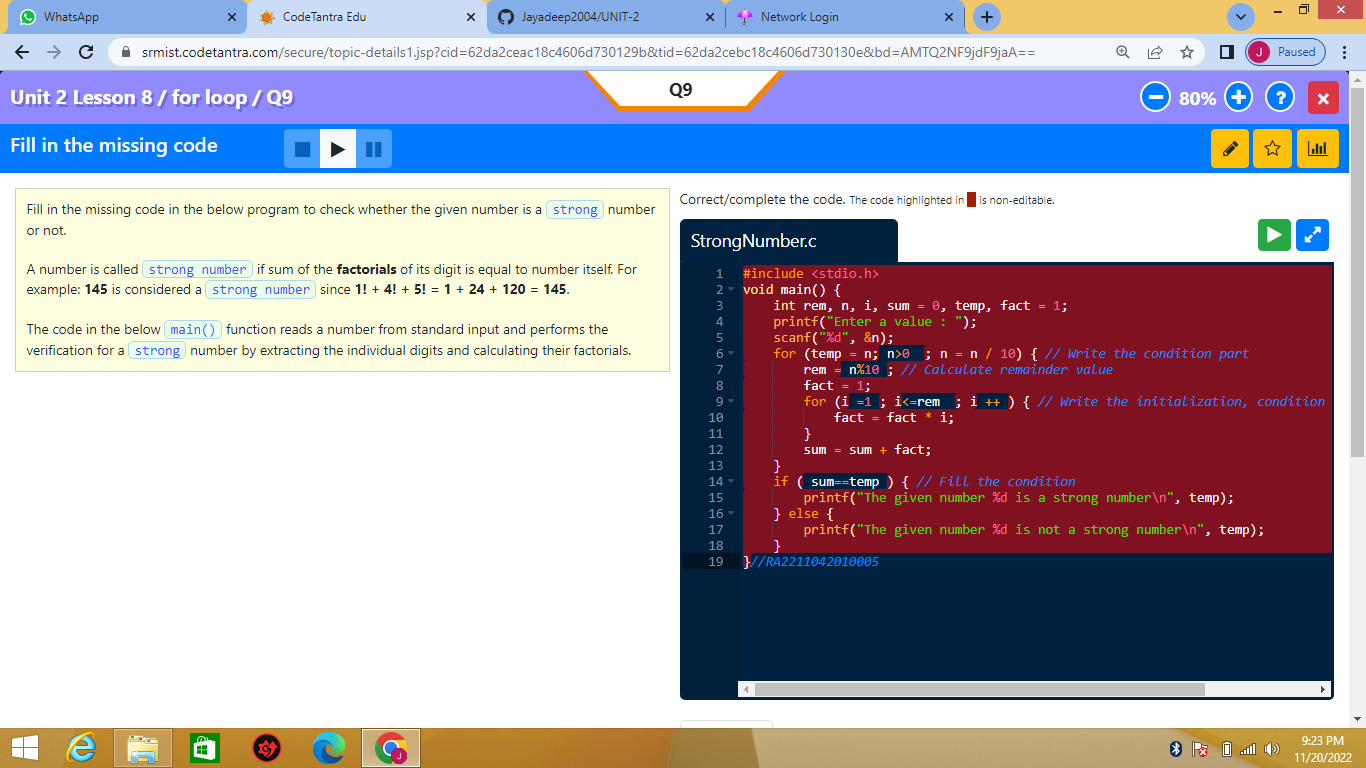 WhatsApp
CodeTantra Edu
Jayadeep2004/UNIT-2
Network Login
srmist.codetantra.com/secure/topic-details1.jsp?cid=62da2ceac18c4606d730129b&tid=62da2cebc18c4606d730130e&bd=AMTQ2NF9jdF9jaA==
J Paused
Unit 2 Lesson 8 / for loop / Q9
Q9
80%
?
Fill in the missing code
Fill in the missing code in the below program to check whether the given number is a strong number
or not.
A number is called strong number if sum of the factorials of its digit is equal to number itself. For
example: 145 is considered a strong number since 1! + 4! + 5! = 1 + 24 + 120 = 145.
The code in the below main() function reads a number from standard input and performs the
verification for a strong number by extracting the individual digits and calculating their factorials.
Correct/complete the code. The code highlighted in is non-editable.
StrongNumber.c
1 #include <stdio.h>
2 void main() {
3 int rem, n, i, sum = 0, temp, fact = 1;
4 printf("Enter a value : ");
5 scanf("%d", &n);
6 for (temp = n; n>0 ; n = n / 10) { // Write the condition part
7 rem = n%10 ; // Calculate remainder value
8 fact = 1;
9 for (i =1 ; i<=rem ; i ++ ) { // Write the initialization, condition
10 fact = fact * i;
11 }
12 sum = sum + fact;
13 }
14 if ( sum==temp ) { // Fill the condition
15 printf("The given number %d is a strong number\n", temp);
16 } else {
17 printf("The given number %d is not a strong number\n", temp);
18 }
19 }//RA2211042010005
J
9:23 PM
11/20/2022